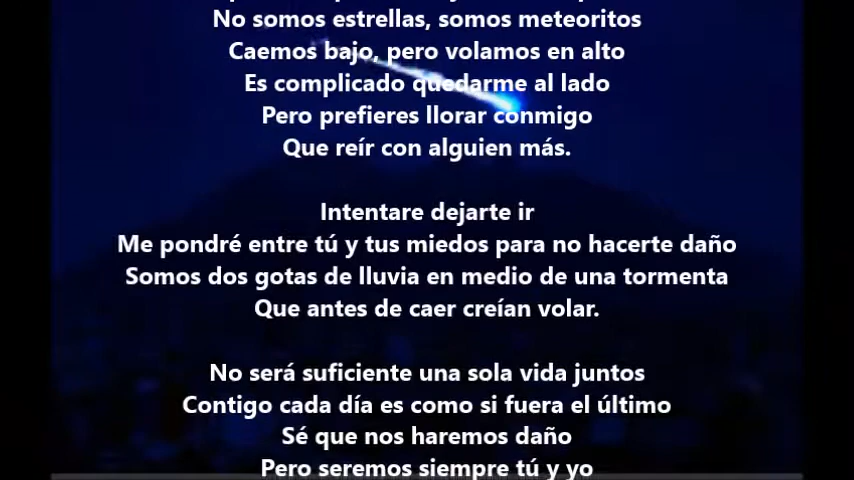 No somos estrellas, somos meteoritos
Caemos bajo, pero volamos en alto
Es complicado quedarme al lado
Pero prefieres llorar conmigo
Que reír con alguien más.
Intentare dejarte ir
Me pondré entre tú y tus miedos para no hacerte daño
Somos dos gotas de lluvia en medio de una tormenta
Que antes de caer creían volar.
No será suficiente una sola vida juntos
Contigo cada día es como si fuera el último
Sé que nos haremos daño
Pero seremos siempre tú y yo